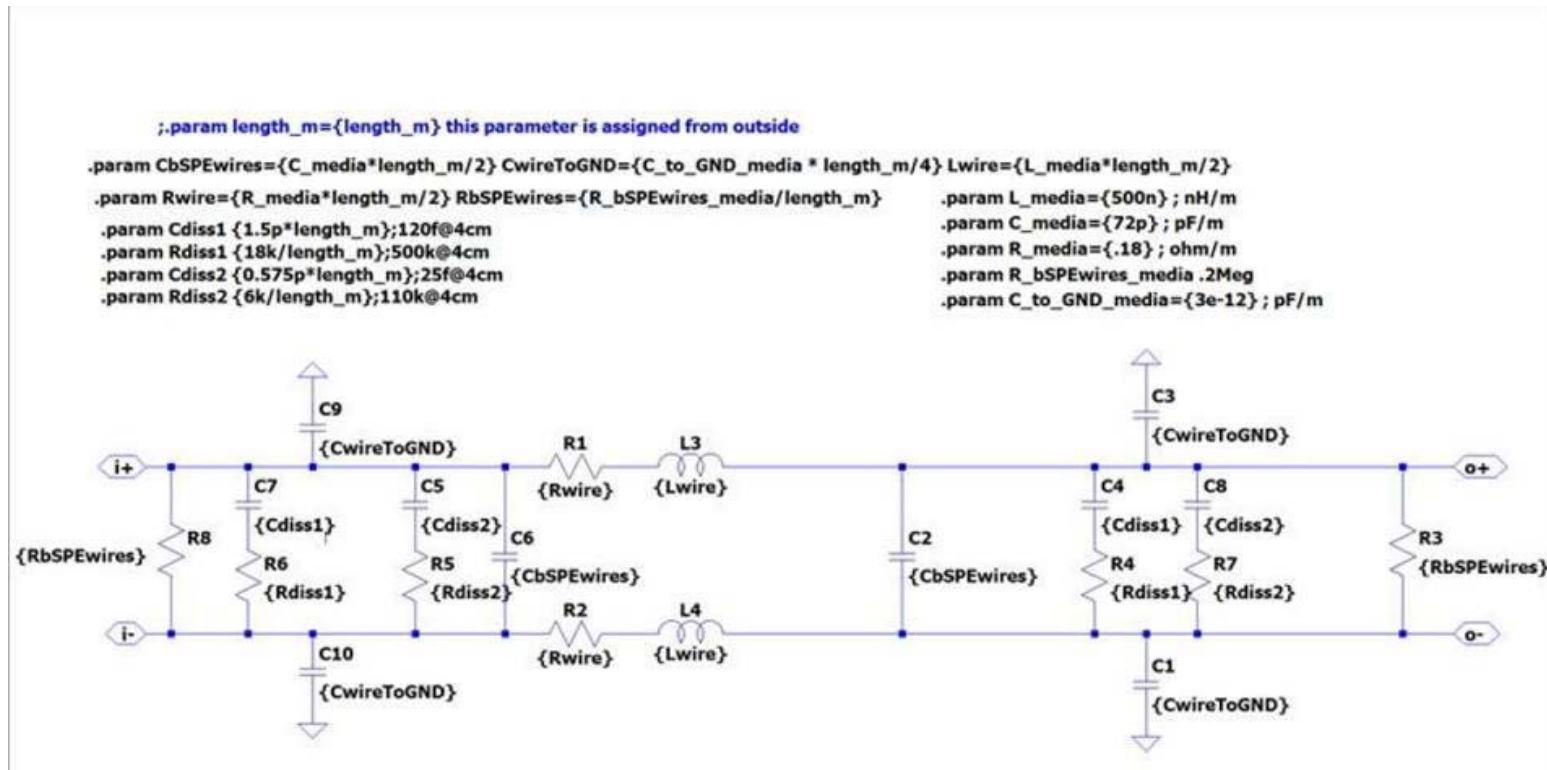 ;.param length_m={length_m} this parameter is assigned from outside
.param CbSPEwires={C_media*length_m/2} CwireToGND={C_to_GND_media * length_m/4} Lwire={L_media*length_m/2}
.param Rwire={R_media*length_m/2} RbSPEwires={R_bSPEwires_media/length_m}
.param Cdiss1 {1.5p*length_m};120f@4cm
.param Rdiss1 {18k/length_m};500k@4cm
.param Cdiss2 {0.575p*length_m};25f@4cm
.param Rdiss2 {6k/length_m};110k@4cm
.param L_media={500n} ; nH/m
.param C_media={72p} ; pF/m
.param R_media={.18} ; ohm/m
.param R_bSPEwires_media .2Meg
.param C_to_GND_media={3e-12} ; pF/m
C9
{CwireToGND}
C3
{CwireToGND}
i+
R1
{Rwire}
L3
{Lwire}
o+
R8
{RbSPEwires}
C7
{Cdiss1}
R6
{Rdiss1}
C5
{Cdiss2}
R5
{Rdiss2}
C6
{CbSPEwires}
C2
{CbSPEwires}
C4
{Cdiss1}
R4
{Rdiss1}
C8
{Cdiss2}
R7
{Rdiss2}
R3
{RbSPEwires}
i-
R2
{Rwire}
L4
{Lwire}
o-
C10
{CwireToGND}
C1
{CwireToGND}